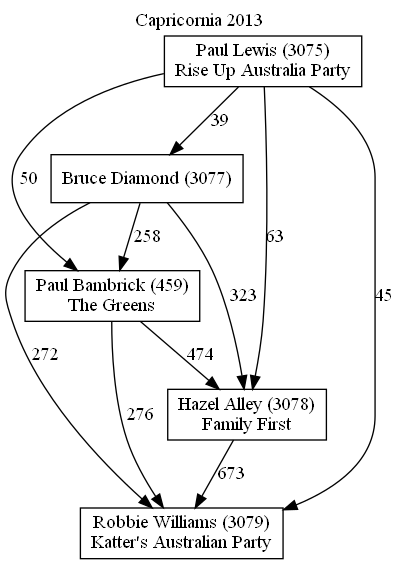 Capricornia 2013
Paul Lewis (3075)
Rise Up Australia Party
39
Bruce Diamond (3077)
50
258
63
Paul Bambrick (459)
The Greens
323
45
272
474
276
Hazel Alley (3078)
Family First
673
Robbie Williams (3079)
Katter's Australian Party